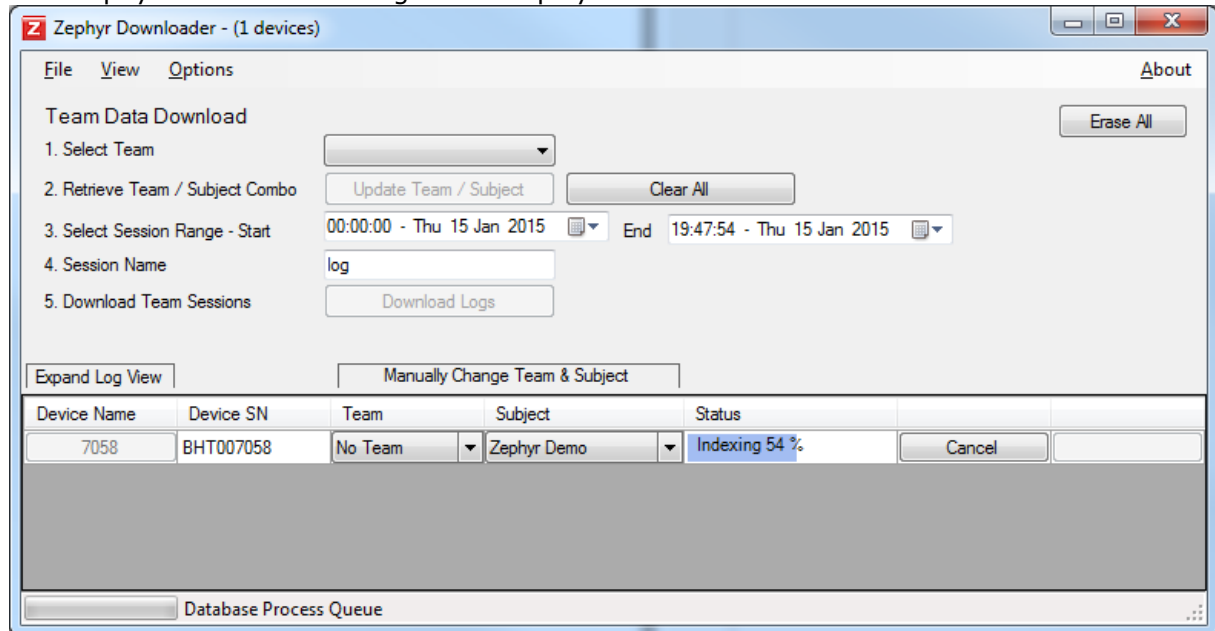 Zephyr Downloader - (1 devices)
File View Options About
Team Data Download Erase All
1. Select Team
2. Retrieve Team / Subject Combo Update Team / Subject Clear All
3. Select Session Range - Start 00:00:00 - Thu 15 Jan 2015 End 19:47:54 - Thu 15 Jan 2015
4. Session Name log
5. Download Team Sessions Download Logs
Expand Log View Manually Change Team & Subject
Device Name Device SN Team Subject Status
7058 BHT007058 No Team Zephyr Demo Indexing 54 % Cancel
Database Process Queue